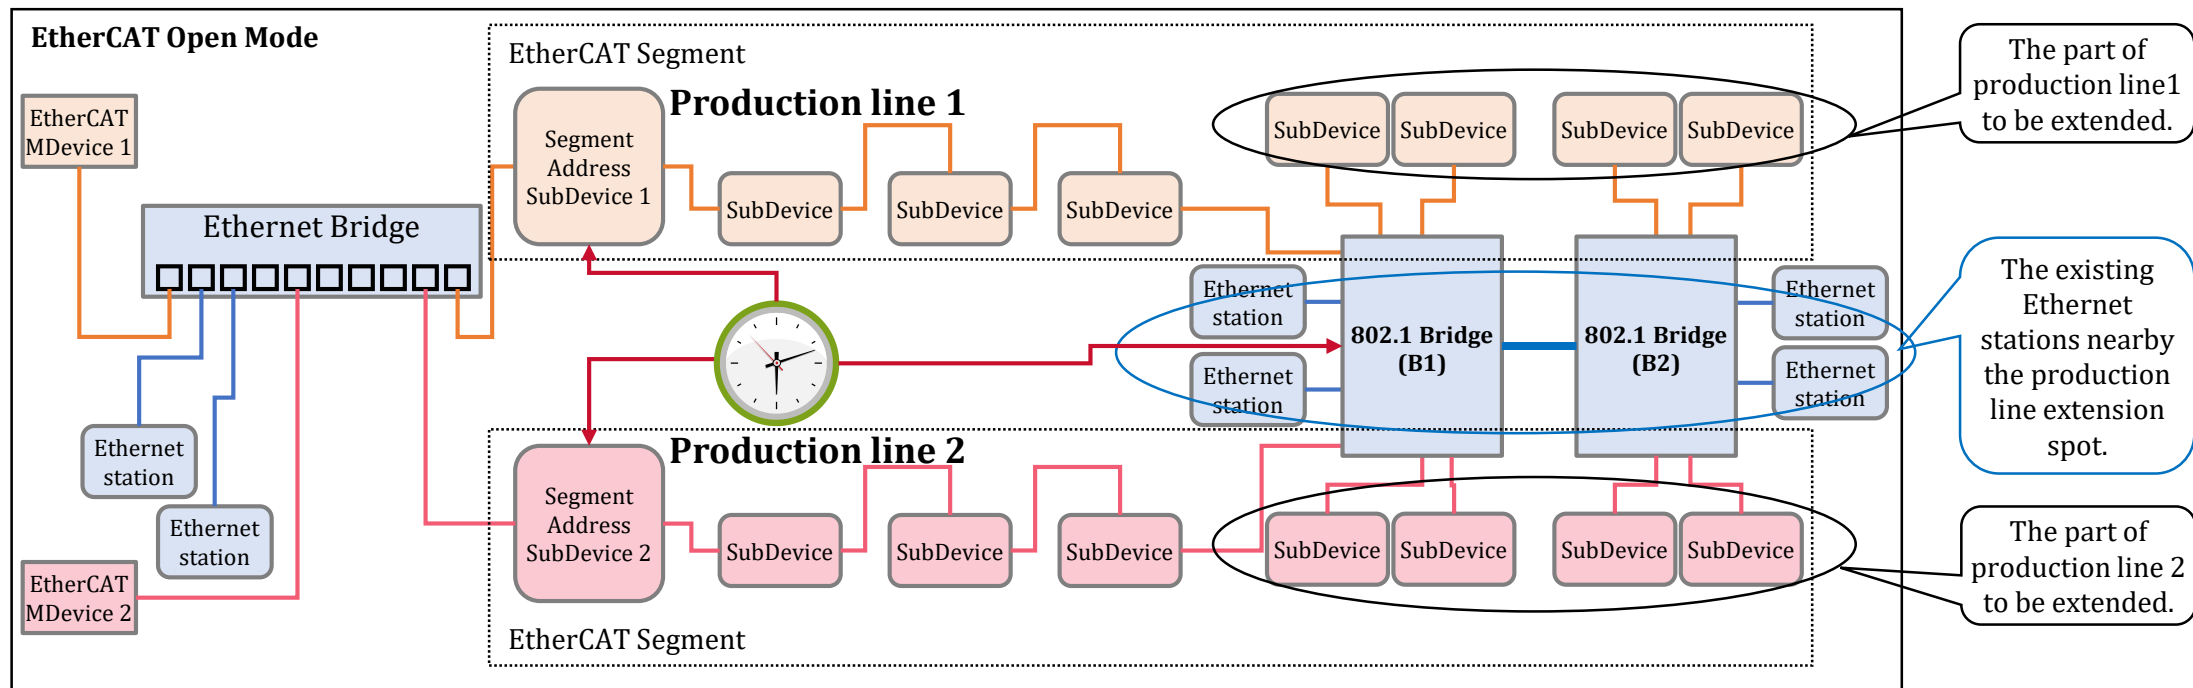 EtherCAT Open Mode
EtherCAT Segment
Production line 1
EtherCAT
MDevice 1
Segment
Address
SubDevice 1
SubDevice
SubDevice
SubDevice
SubDevice
SubDevice
SubDevice
SubDevice
The part of
production line1
to be extended.
Ethernet Bridge
Ethernet
station
Ethernet
station
802.1 Bridge
(B1)
802.1 Bridge
(B2)
Ethernet
station
Ethernet
station
The existing
Ethernet
stations nearby
the production
line extension
spot.
Ethernet
station
Ethernet
station
EtherCAT
MDevice 2
Production line 2
Segment
Address
SubDevice 2
SubDevice
SubDevice
SubDevice
SubDevice
SubDevice
SubDevice
SubDevice
EtherCAT Segment
The part of
production line 2
to be extended.